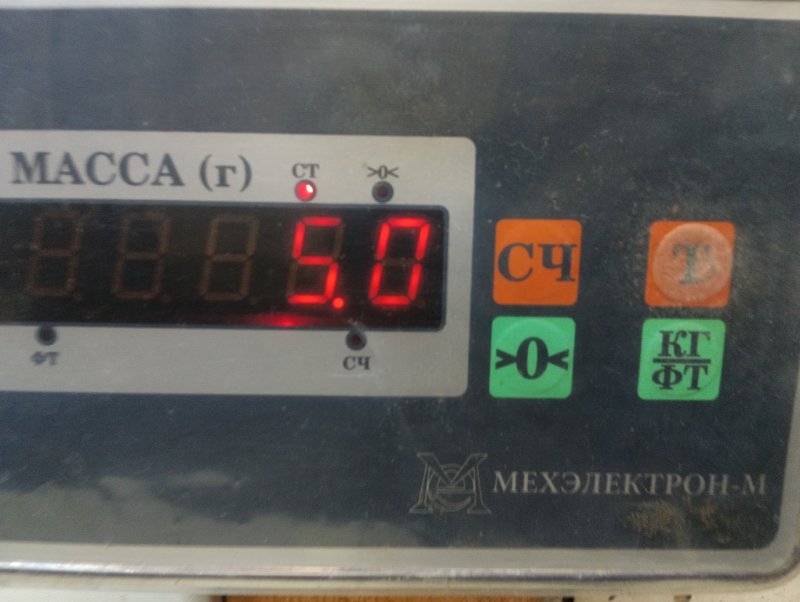 МАССА (г)
СТ
>0<
5.0
ФТ
СЧ
СЧ
Т
>0<
КГ
ФТ
МЕХЭЛЕКТРОН-М